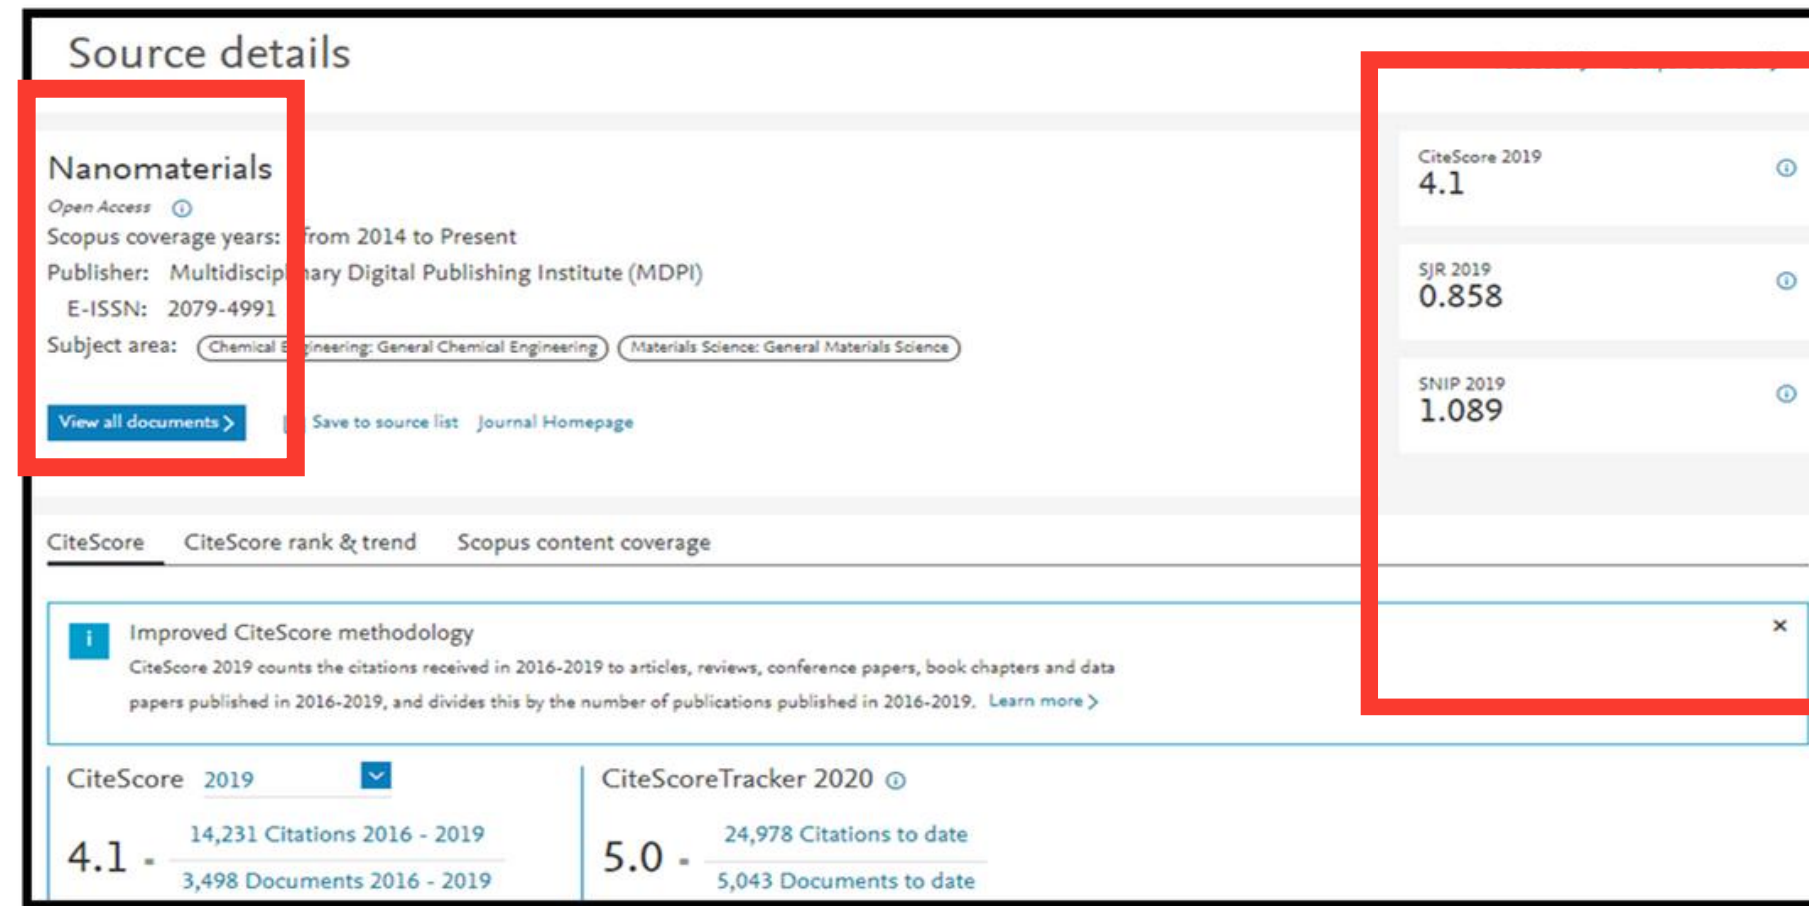 Source details
Nanomaterials
Open Access
Scopus coverage years: from 2014 to Present
Publisher: Multidisciplinary Digital Publishing Institute (MDPI)
E-ISSN: 2079-4991
Subject area: Chemical Engineering: General Chemical Engineering Materials Science: General Materials Science
View all documents >
Save to source list Journal Homepage
CiteScore 2019
4.1
SJR 2019
0.858
SNIP 2019
1.089
CiteScore CiteScore rank & trend Scopus content coverage
i Improved CiteScore methodology ×
CiteScore 2019 counts the citations received in 2016-2019 to articles, reviews, conference papers, book chapters and data
papers published in 2016-2019, and divides this by the number of publications published in 2016-2019. Learn more >
CiteScore 2019
4.1 =
14,231 Citations 2016 - 2019
3,498 Documents 2016 - 2019
CiteScoreTracker 2020
5.0 =
24,978 Citations to date
5,043 Documents to date